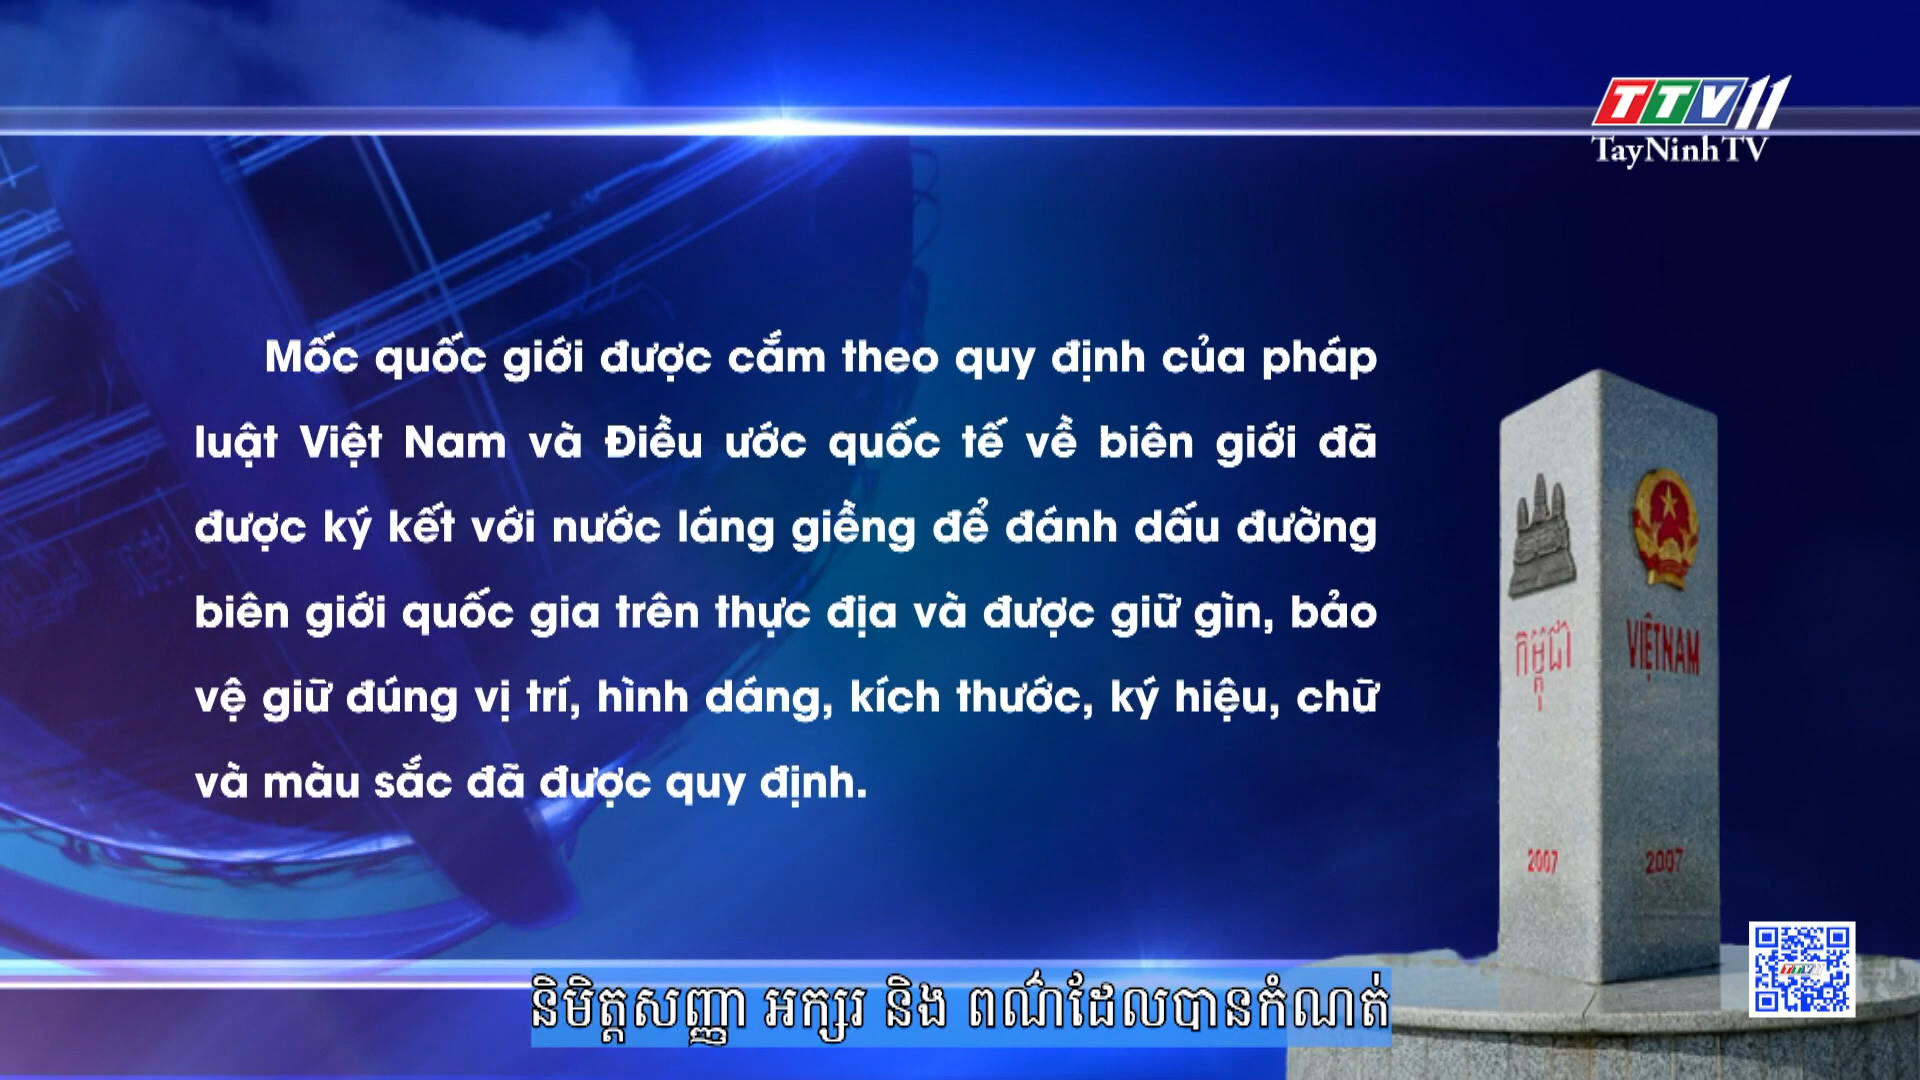 TTV11
TayNinhTV
Mốc quốc giới được cắm theo quy định của pháp
luật Việt Nam và Điều ước quốc tế về biên giới đã
được ký kết với nước láng giềng để đánh dấu đường
biên giới quốc gia trên thực địa và được giữ gìn, bảo
vệ giữ đúng vị trí, hình dáng, kích thước, ký hiệu, chữ
và màu sắc đã được quy định.
កម្ពុជា
VIỆTNAM
2007
2007
និមិត្តសញ្ញា អក្សរ និង ពណ៌ដែលបានកំណត់